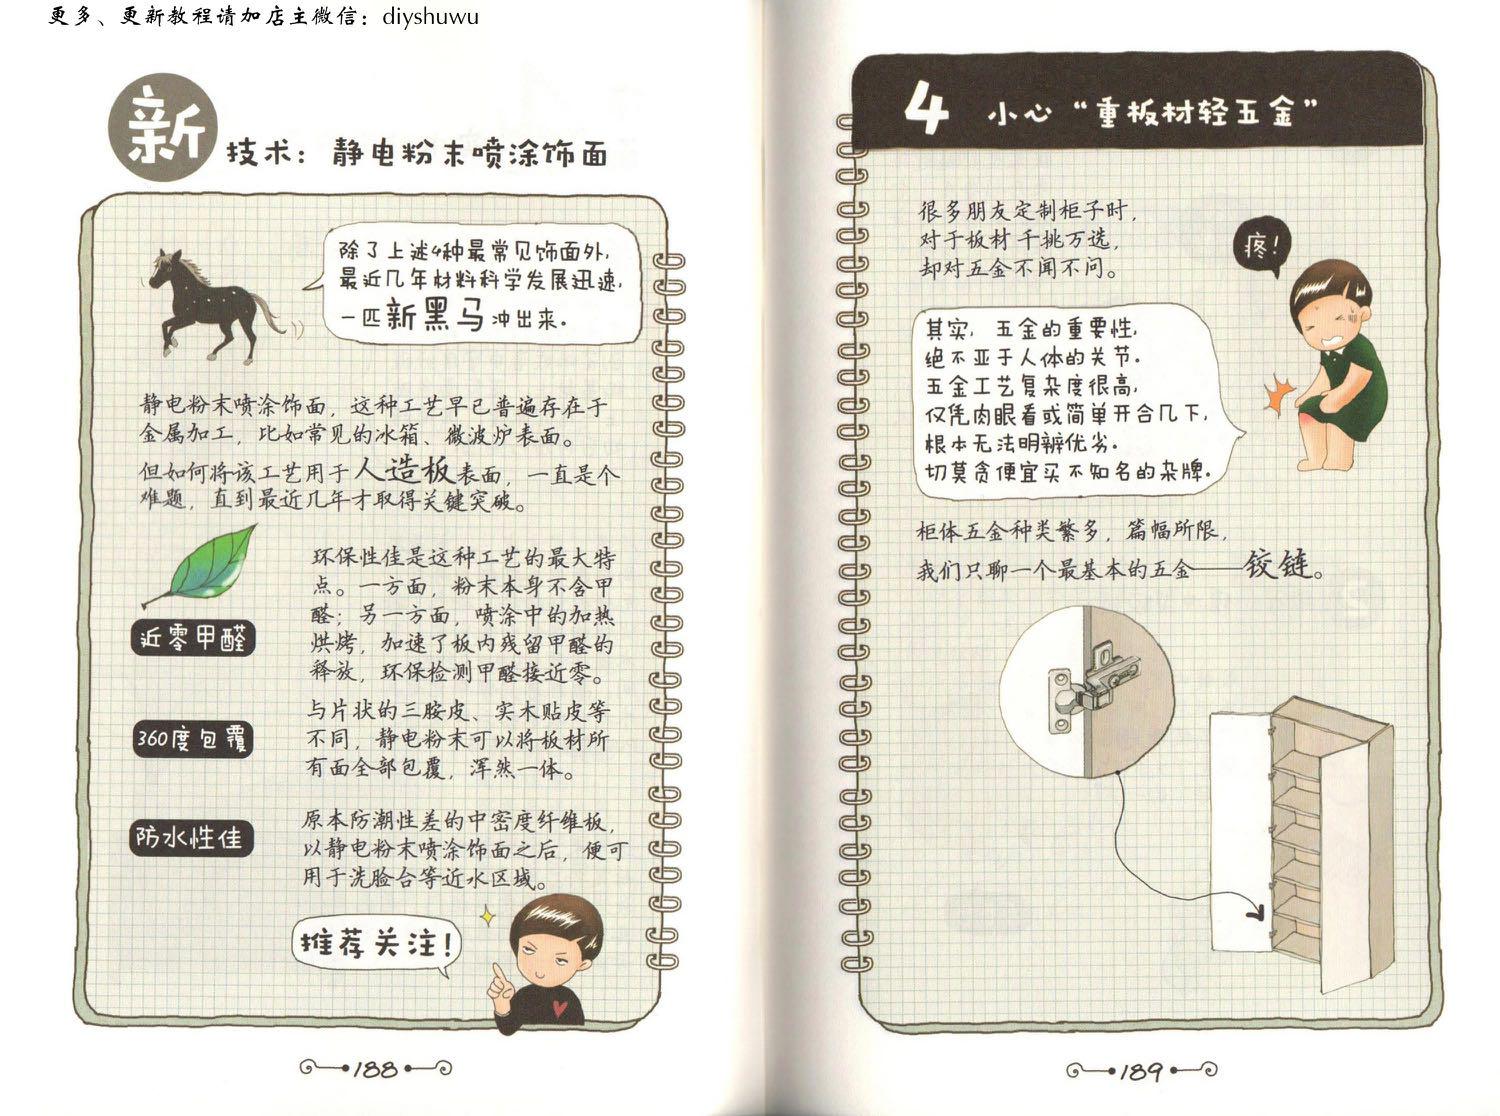 更多、更新教程请加店主微信：diyshuwu
新
技术：静电粉末喷涂饰面
除了上述4种最常见饰面外，
最近几年材料科学发展迅速，
一匹新黑马冲出来.
静电粉末喷涂饰面，这种工艺早已普遍存在于
金属加工，比如常见的冰箱、微波炉表面。
但如何将该工艺用于人造板表面，一直是个
难题，直到最近几年才取得关键突破。
近零甲醛
环保性佳是这种工艺的最大特
点。一方面，粉末本身不含甲
醛；另一方面，喷涂中的加热
烘烤，加速了板内残留甲醛的
释放，环保检测甲醛接近零。
360度包覆
与片状的三胺皮、实木贴皮等
不同，静电粉末可以将板材所
有面全部包覆，浑然一体。
防水性佳
原本防潮性差的中密度纤维板，
以静电粉末喷涂饰面之后，便可
用于洗脸台等近水区域。
推荐关注！
188
4 小心“重板材轻五金”
很多朋友定制柜子时，
对于板材千挑万选，
却对五金不闻不问。
疼！
其实，五金的重要性，
绝不亚于人体的关节.
五金工艺复杂度很高，
仅凭肉眼看或简单开合几下，
根本无法明辨优劣.
切莫贪便宜买不知名的杂牌.
柜体五金种类繁多，篇幅所限，
我们只聊一个最基本的五金——铰链。
189